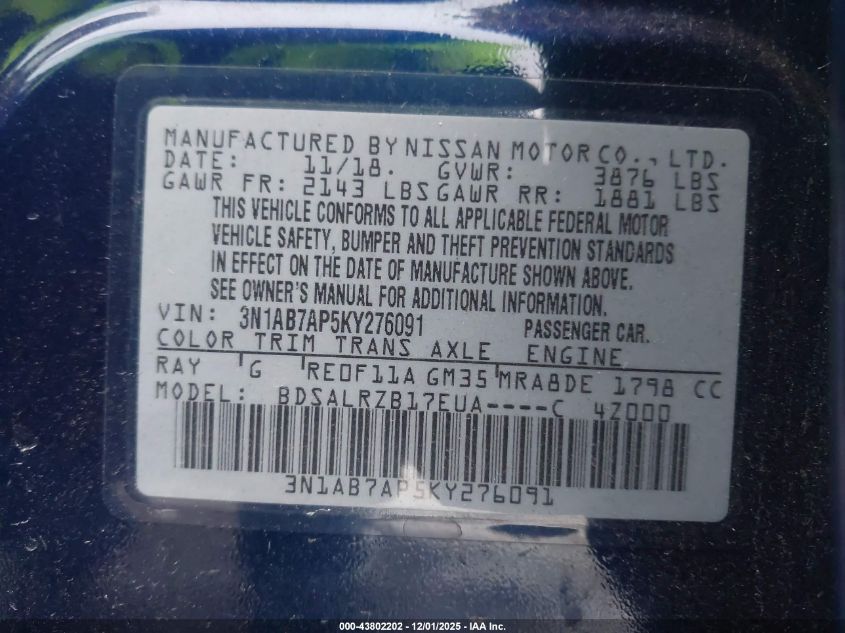 MANUFACTURED BY NISSAN MOTOR CO., LTD.
DATE: 11/18. GVWR: 3876 LBS
GAWR FR: 2143 LBS GAWR RR: 1881 LBS
THIS VEHICLE CONFORMS TO ALL APPLICABLE FEDERAL MOTOR
VEHICLE SAFETY, BUMPER AND THEFT PREVENTION STANDARDS
IN EFFECT ON THE DATE OF MANUFACTURE SHOWN ABOVE.
SEE OWNER'S MANUAL FOR ADDITIONAL INFORMATION.
VIN: 3N1AB7AP5KY276091 PASSENGER CAR.
COLOR TRIM TRANS AXLE ENGINE
RAY G RE0F11A GM35 MRA8DE 1798 CC
MODEL: BDSALRZB17EUA----C 4Z000
3N1AB7AP5KY276091
000-43802202 - 12/01/2025 - IAA Inc.